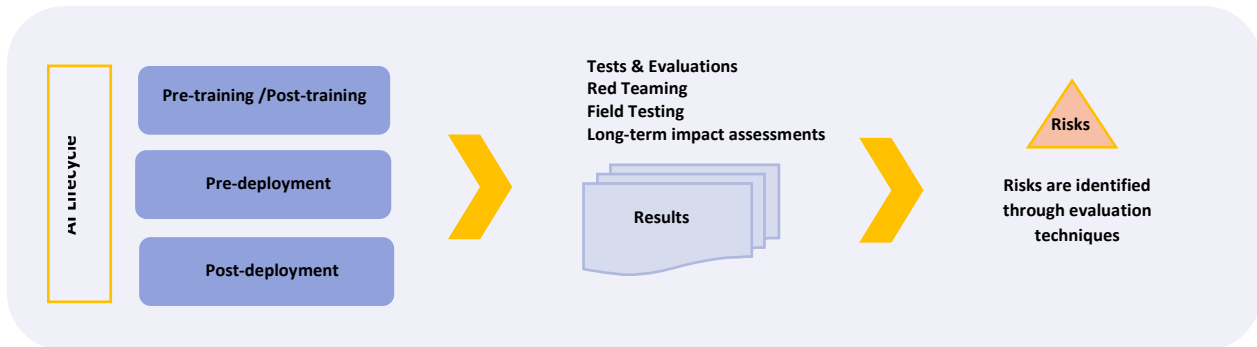 AI Lifecycle
Pre-training /Post-training
Pre-deployment
Post-deployment
Tests & Evaluations
Red Teaming
Field Testing
Long-term impact assessments
Results
Risks
Risks are identified
through evaluation
techniques